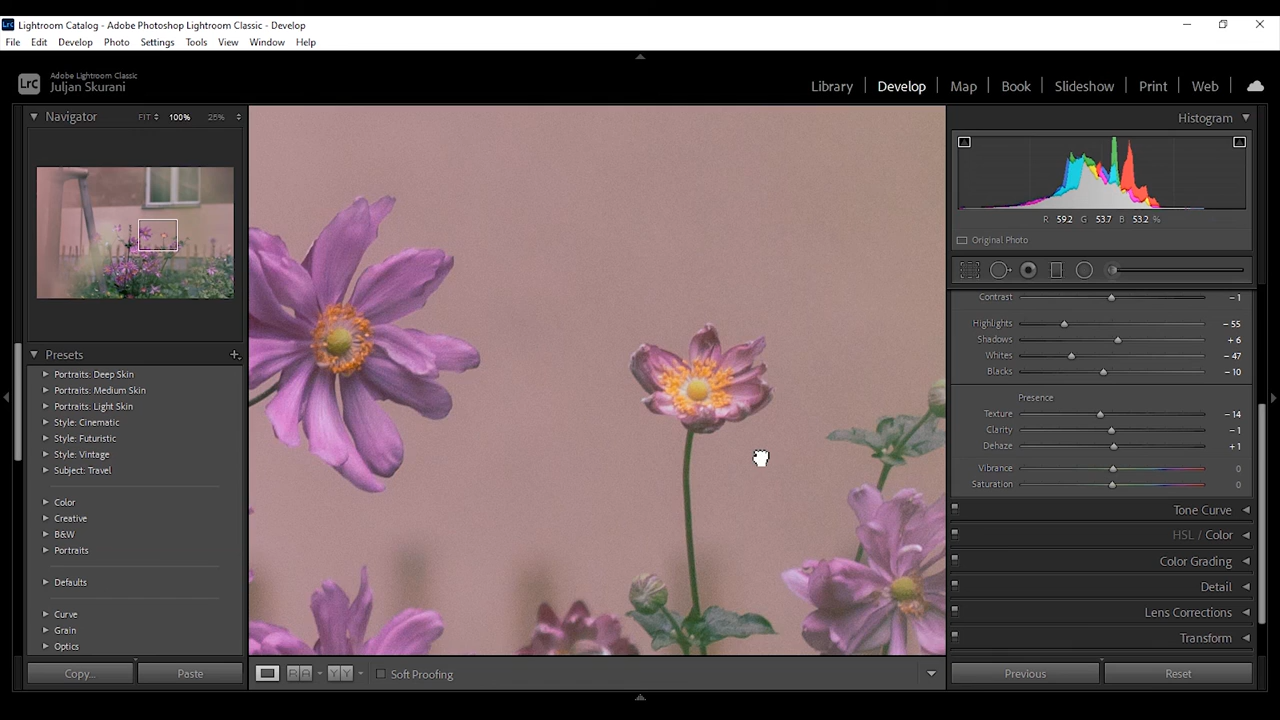 Lrc Lightroom Catalog - Adobe Photoshop Lightroom Classic - Develop
File Edit Develop Photo Settings Tools View Window Help
LrC Adobe Lightroom Classic
Juljan Skurani
Library | Develop | Map | Book | Slideshow | Print | Web
Navigator FIT 100% 25%
Histogram
R 59.2 G 53.7 B 53.2 %
Original Photo
Contrast - 1
Highlights - 55
Shadows + 6
Whites - 47
Blacks - 10
Presence
Texture - 14
Clarity - 1
Dehaze + 1
Vibrance 0
Saturation 0
Tone Curve
HSL / Color
Color Grading
Detail
Lens Corrections
Transform
Presets +
Portraits: Deep Skin
Portraits: Medium Skin
Portraits: Light Skin
Style: Cinematic
Style: Futuristic
Style: Vintage
Subject: Travel
Color
Creative
B&W
Portraits
Defaults
Curve
Grain
Optics
Copy... Paste
R A Y Y Soft Proofing
Previous Reset